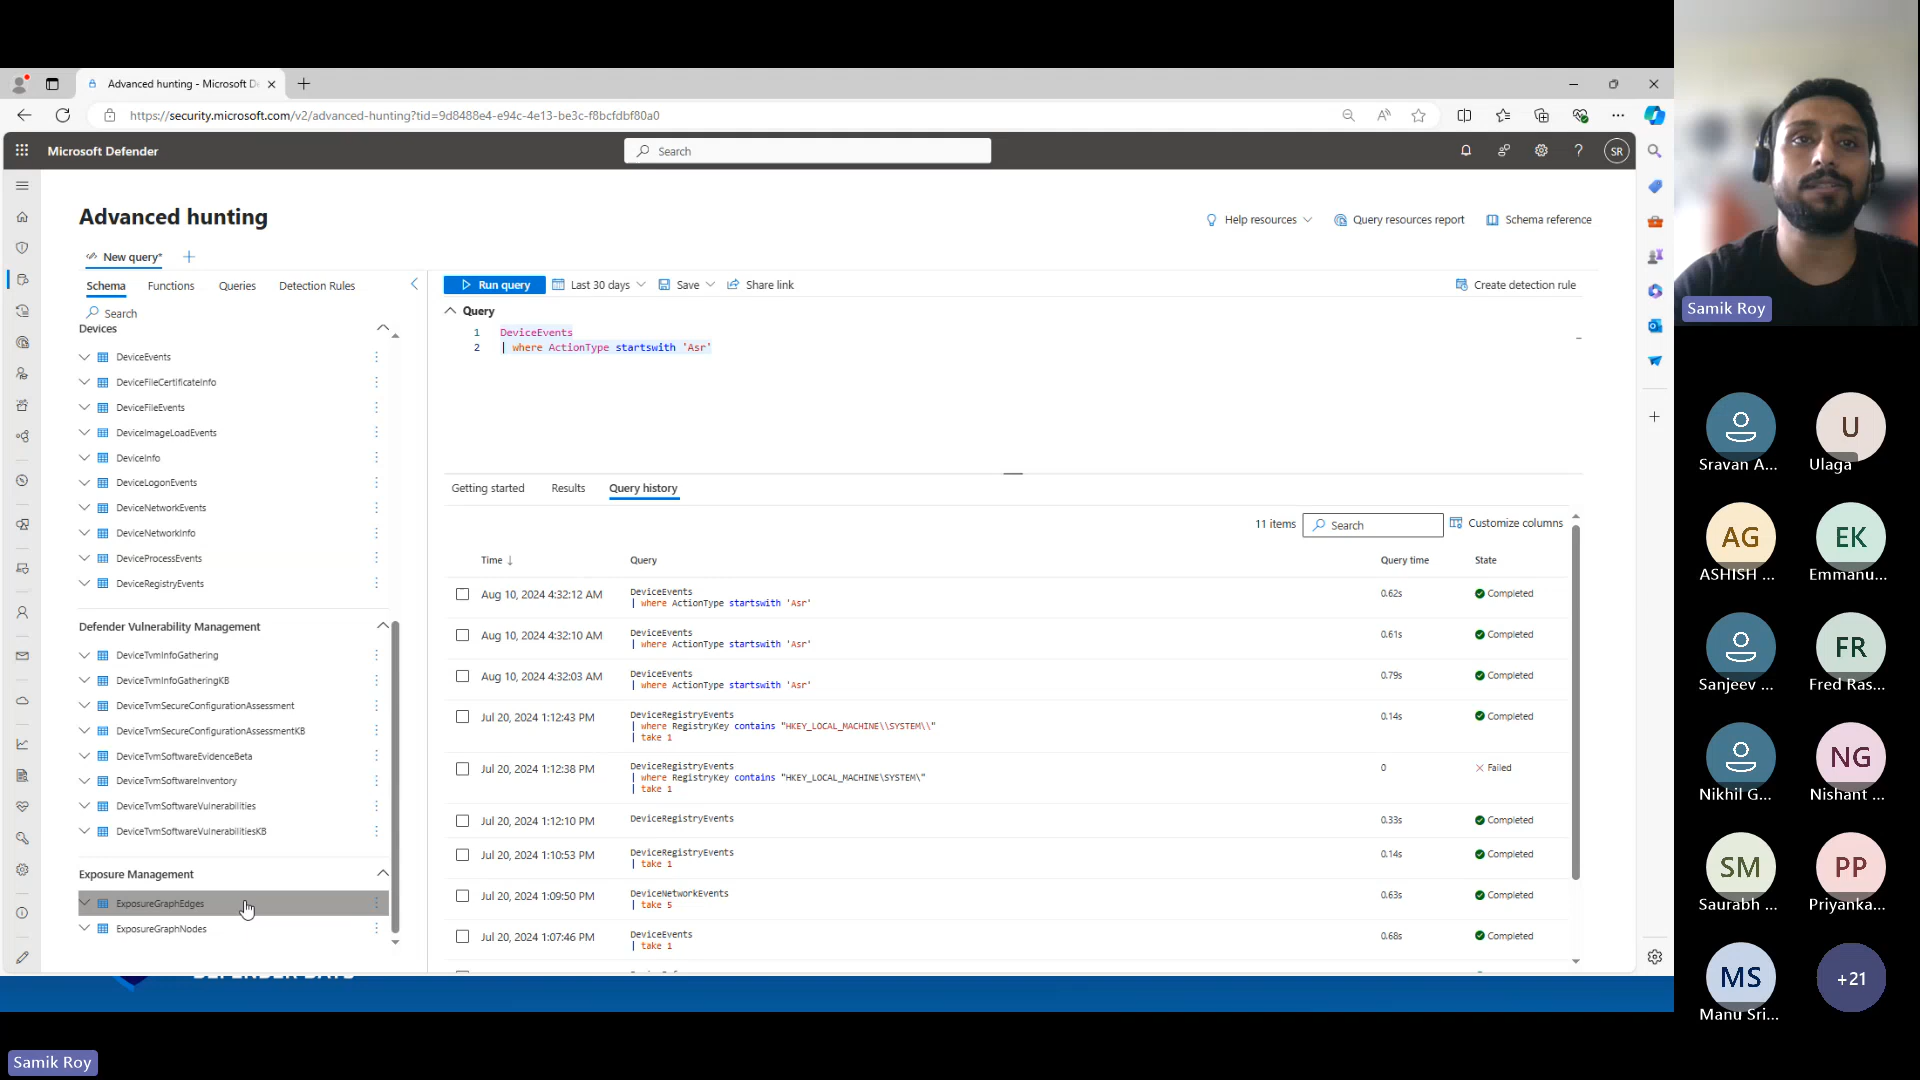 Advanced hunting - Microsoft D
https://security.microsoft.com/v2/advanced-hunting?tid=9d8488e4-e94c-4e13-be3c-f8bcfdbf80a0
Microsoft Defender
Search
SR
Advanced hunting
Help resources
Query resources report
Schema reference
New query*
Schema
Functions
Queries
Detection Rules
Search
Devices
DeviceEvents
DeviceFileCertificateInfo
DeviceFileEvents
DeviceImageLoadEvents
DeviceInfo
DeviceLogonEvents
DeviceNetworkEvents
DeviceNetworkInfo
DeviceProcessEvents
DeviceRegistryEvents
Defender Vulnerability Management
DeviceTvmInfoGathering
DeviceTvmInfoGatheringKB
DeviceTvmSecureConfigurationAssessment
DeviceTvmSecureConfigurationAssessmentKB
DeviceTvmSoftwareEvidenceBeta
DeviceTvmSoftwareInventory
DeviceTvmSoftwareVulnerabilities
DeviceTvmSoftwareVulnerabilitiesKB
Exposure Management
ExposureGraphEdges
ExposureGraphNodes
Run query
Last 30 days
Save
Share link
Create detection rule
Query
1 DeviceEvents
2 | where ActionType startswith 'Asr'
Getting started
Results
Query history
11 items
Search
Customize columns
Time ↓ Query Query time State
Aug 10, 2024 4:32:12 AM DeviceEvents 0.62s Completed
| where ActionType startswith 'Asr'
Aug 10, 2024 4:32:10 AM DeviceEvents 0.61s Completed
| where ActionType startswith 'Asr'
Aug 10, 2024 4:32:03 AM DeviceEvents 0.79s Completed
| where ActionType startswith 'Asr'
Jul 20, 2024 1:12:43 PM DeviceRegistryEvents 0.14s Completed
| where RegistryKey contains "HKEY_LOCAL_MACHINE\\SYSTEM\\"
| take 1
Jul 20, 2024 1:12:38 PM DeviceRegistryEvents 0 Failed
| where RegistryKey contains "HKEY_LOCAL_MACHINE\SYSTEM\"
| take 1
Jul 20, 2024 1:12:10 PM DeviceRegistryEvents 0.33s Completed
Jul 20, 2024 1:10:53 PM DeviceRegistryEvents 0.14s Completed
| take 1
Jul 20, 2024 1:09:50 PM DeviceNetworkEvents 0.63s Completed
| take 5
Jul 20, 2024 1:07:46 PM DeviceEvents 0.68s Completed
| take 1
Samik Roy
Sravan A...
U
Ulaga
AG
ASHISH ...
EK
Emmanu...
Sanjeev ...
FR
Fred Ras...
Nikhil G...
NG
Nishant ...
SM
Saurabh ...
PP
Priyanka...
MS
Manu Sri...
+21
Samik Roy